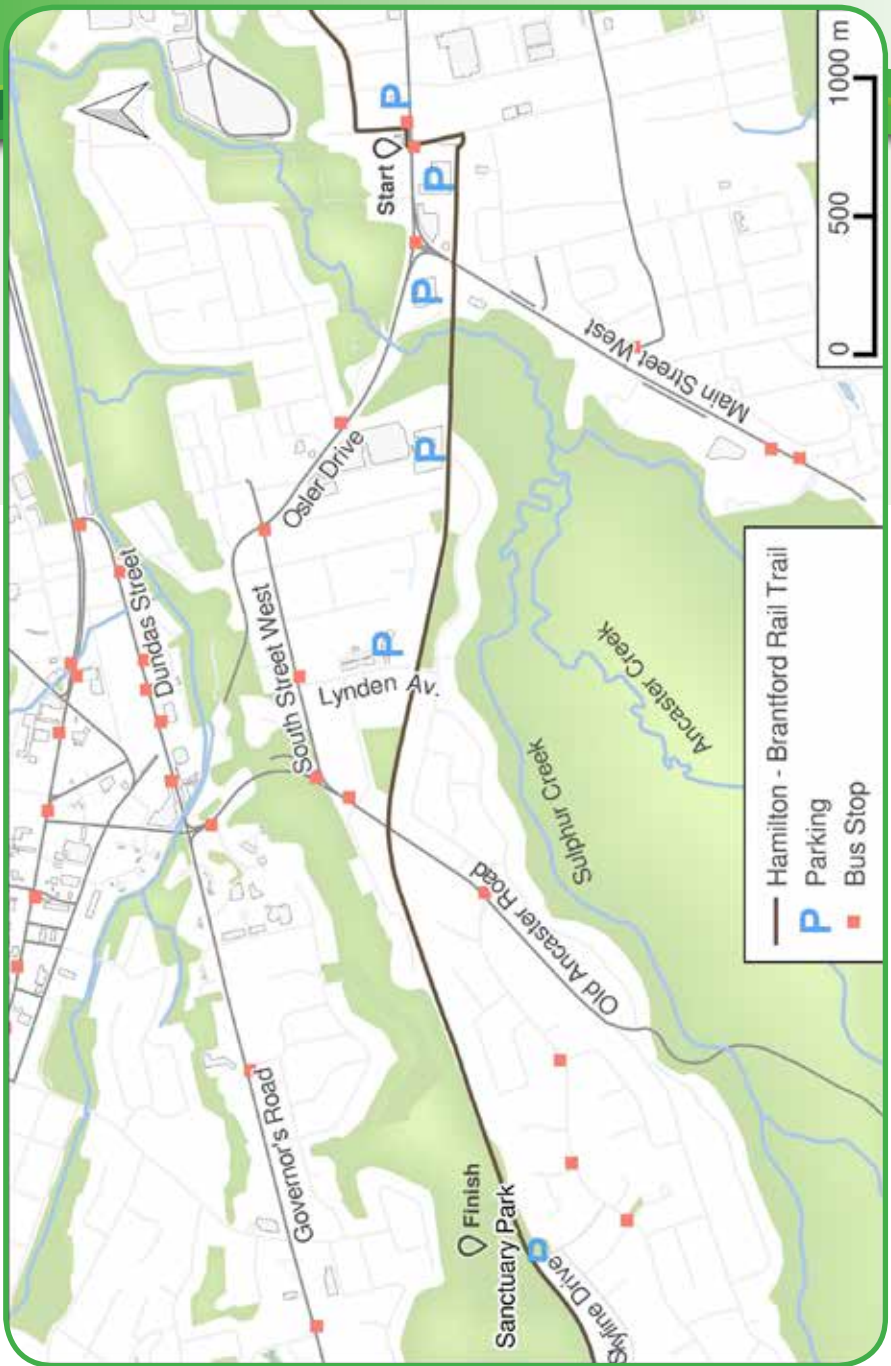 P
Start
P
P
P
P
Main Street West
Osler Drive
Dundas Street
South Street West
Lynden Av.
Ancaster Creek
Sulphur Creek
Old Ancaster Road
Governor's Road
Finish
Sanctuary Park
P
Skyline Drive
0 500 1000 m
Hamilton - Brantford Rail Trail
P Parking
Bus Stop